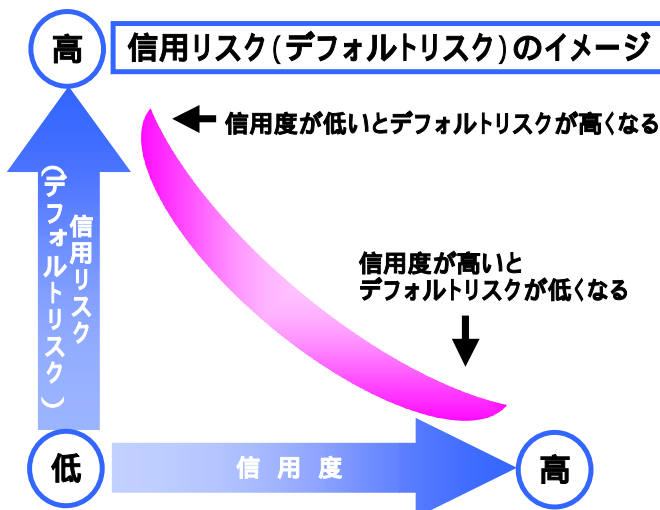 高
信用リスク(デフォルトリスク)のイメージ
信用度が低いとデフォルトリスクが高くなる
信用リスク
(デフォルトリスク)
信用度が高いと
デフォルトリスクが低くなる
低
信用度
高